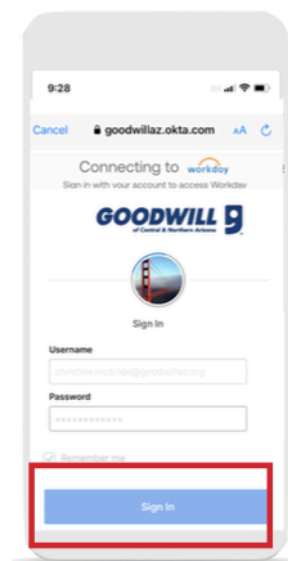 9:28
Cancel goodwillaz.okta.com AA
Connecting to workday
Sign in with your account to access Workday
GOODWILL
of Central & Northern Arizona
Sign In
Username
christine.mcbride@goodwillaz.org
Password
************
Remember me
Sign In